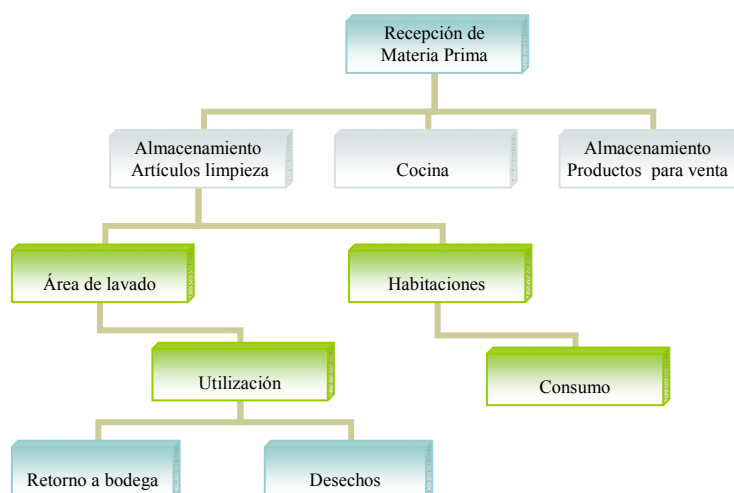 Recepción de
Materia Prima
Almacenamiento
Artículos limpieza
Cocina
Almacenamiento
Productos para venta
Área de lavado
Habitaciones
Utilización
Consumo
Retorno a bodega
Desechos